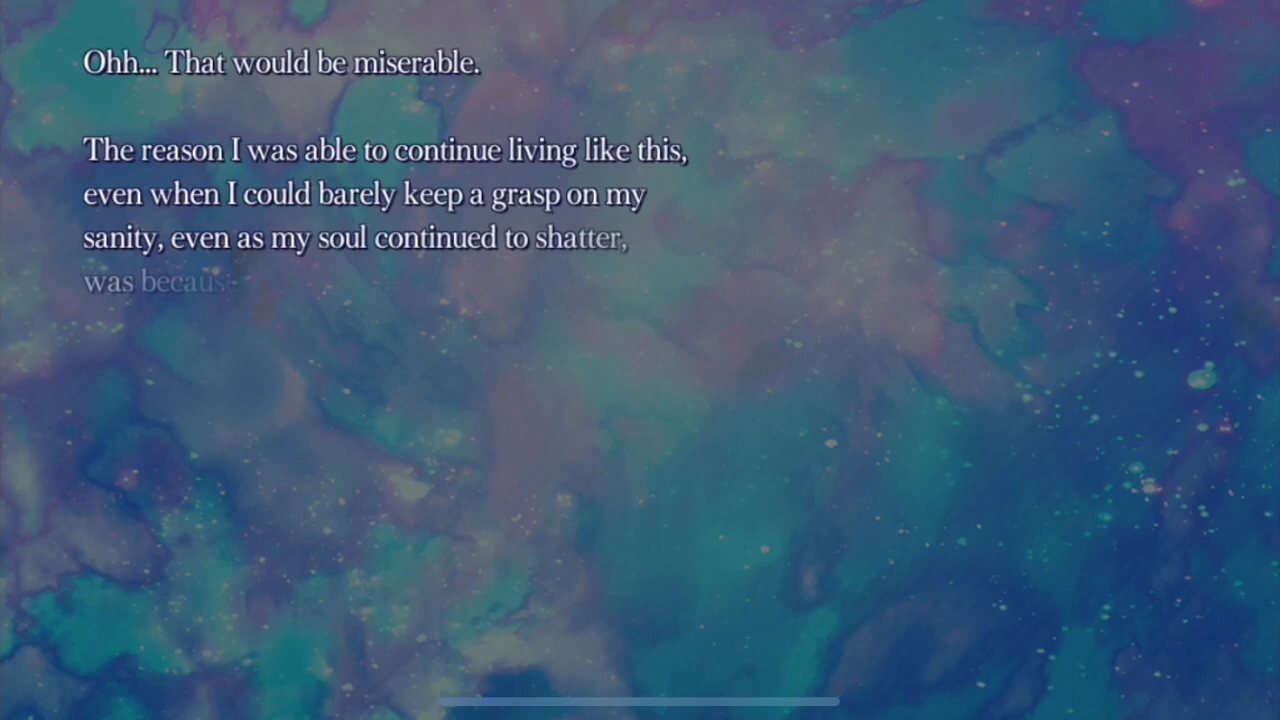 Ohh... That would be miserable.
The reason I was able to continue living like this,
even when I could barely keep a grasp on my
sanity, even as my soul continued to shatter,
was